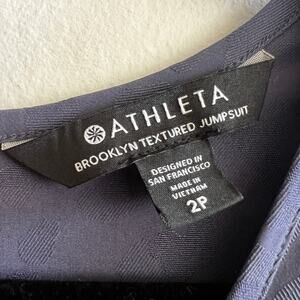 ATHLETA
BROOKLYN TEXTURED JUMPSUIT
DESIGNED IN
SAN FRANCISCO
MADE IN
VIETNAM
2P